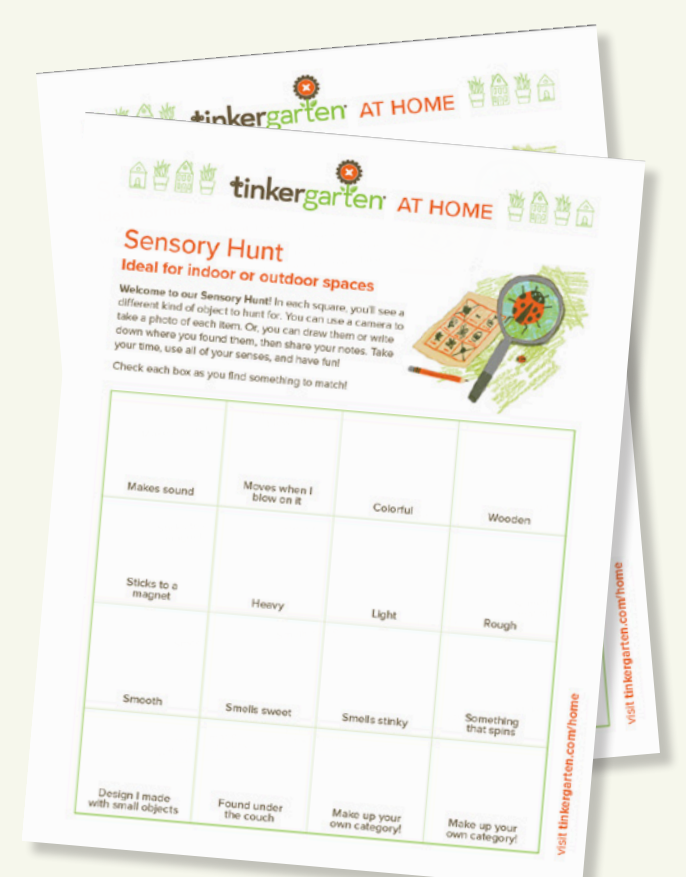 tinkergarten AT HOME
tinkergarten AT HOME
Sensory Hunt
Ideal for indoor or outdoor spaces
Welcome to our Sensory Hunt! In each square, you'll see a
different kind of object to hunt for. You can use a camera to
take a photo of each item. Or, you can draw them or write
down where you found them, then share your notes. Take
your time, use all of your senses, and have fun!
Check each box as you find something to match!
Makes sound
Moves when I
blow on it
Colorful
Wooden
Sticks to a
magnet
Heavy
Light
Rough
Smooth
Smells sweet
Smells stinky
Something
that spins
Design I made
with small objects
Found under
the couch
Make up your
own category!
Make up your
own category!
visit tinkergarten.com/home
visit tinkergarten.com/home